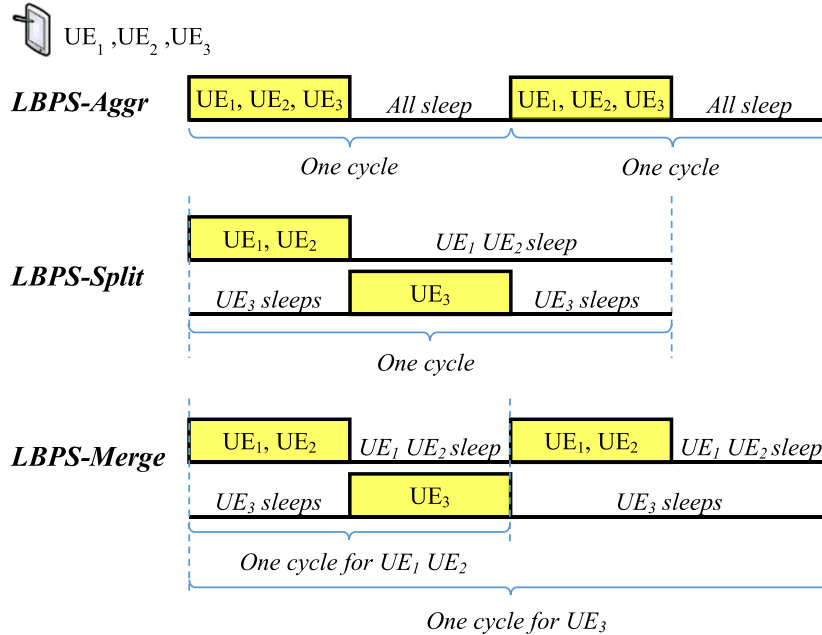 UE1 ,UE2 ,UE3
LBPS-Aggr
UE1, UE2, UE3 All sleep UE1, UE2, UE3 All sleep
One cycle One cycle
LBPS-Split
UE1, UE2 UE1 UE2 sleep
UE3 sleeps UE3 UE3 sleeps
One cycle
LBPS-Merge
UE1, UE2 UE1 UE2 sleep UE1, UE2 UE1 UE2 sleep
UE3 sleeps UE3 UE3 sleeps
One cycle for UE1 UE2
One cycle for UE3